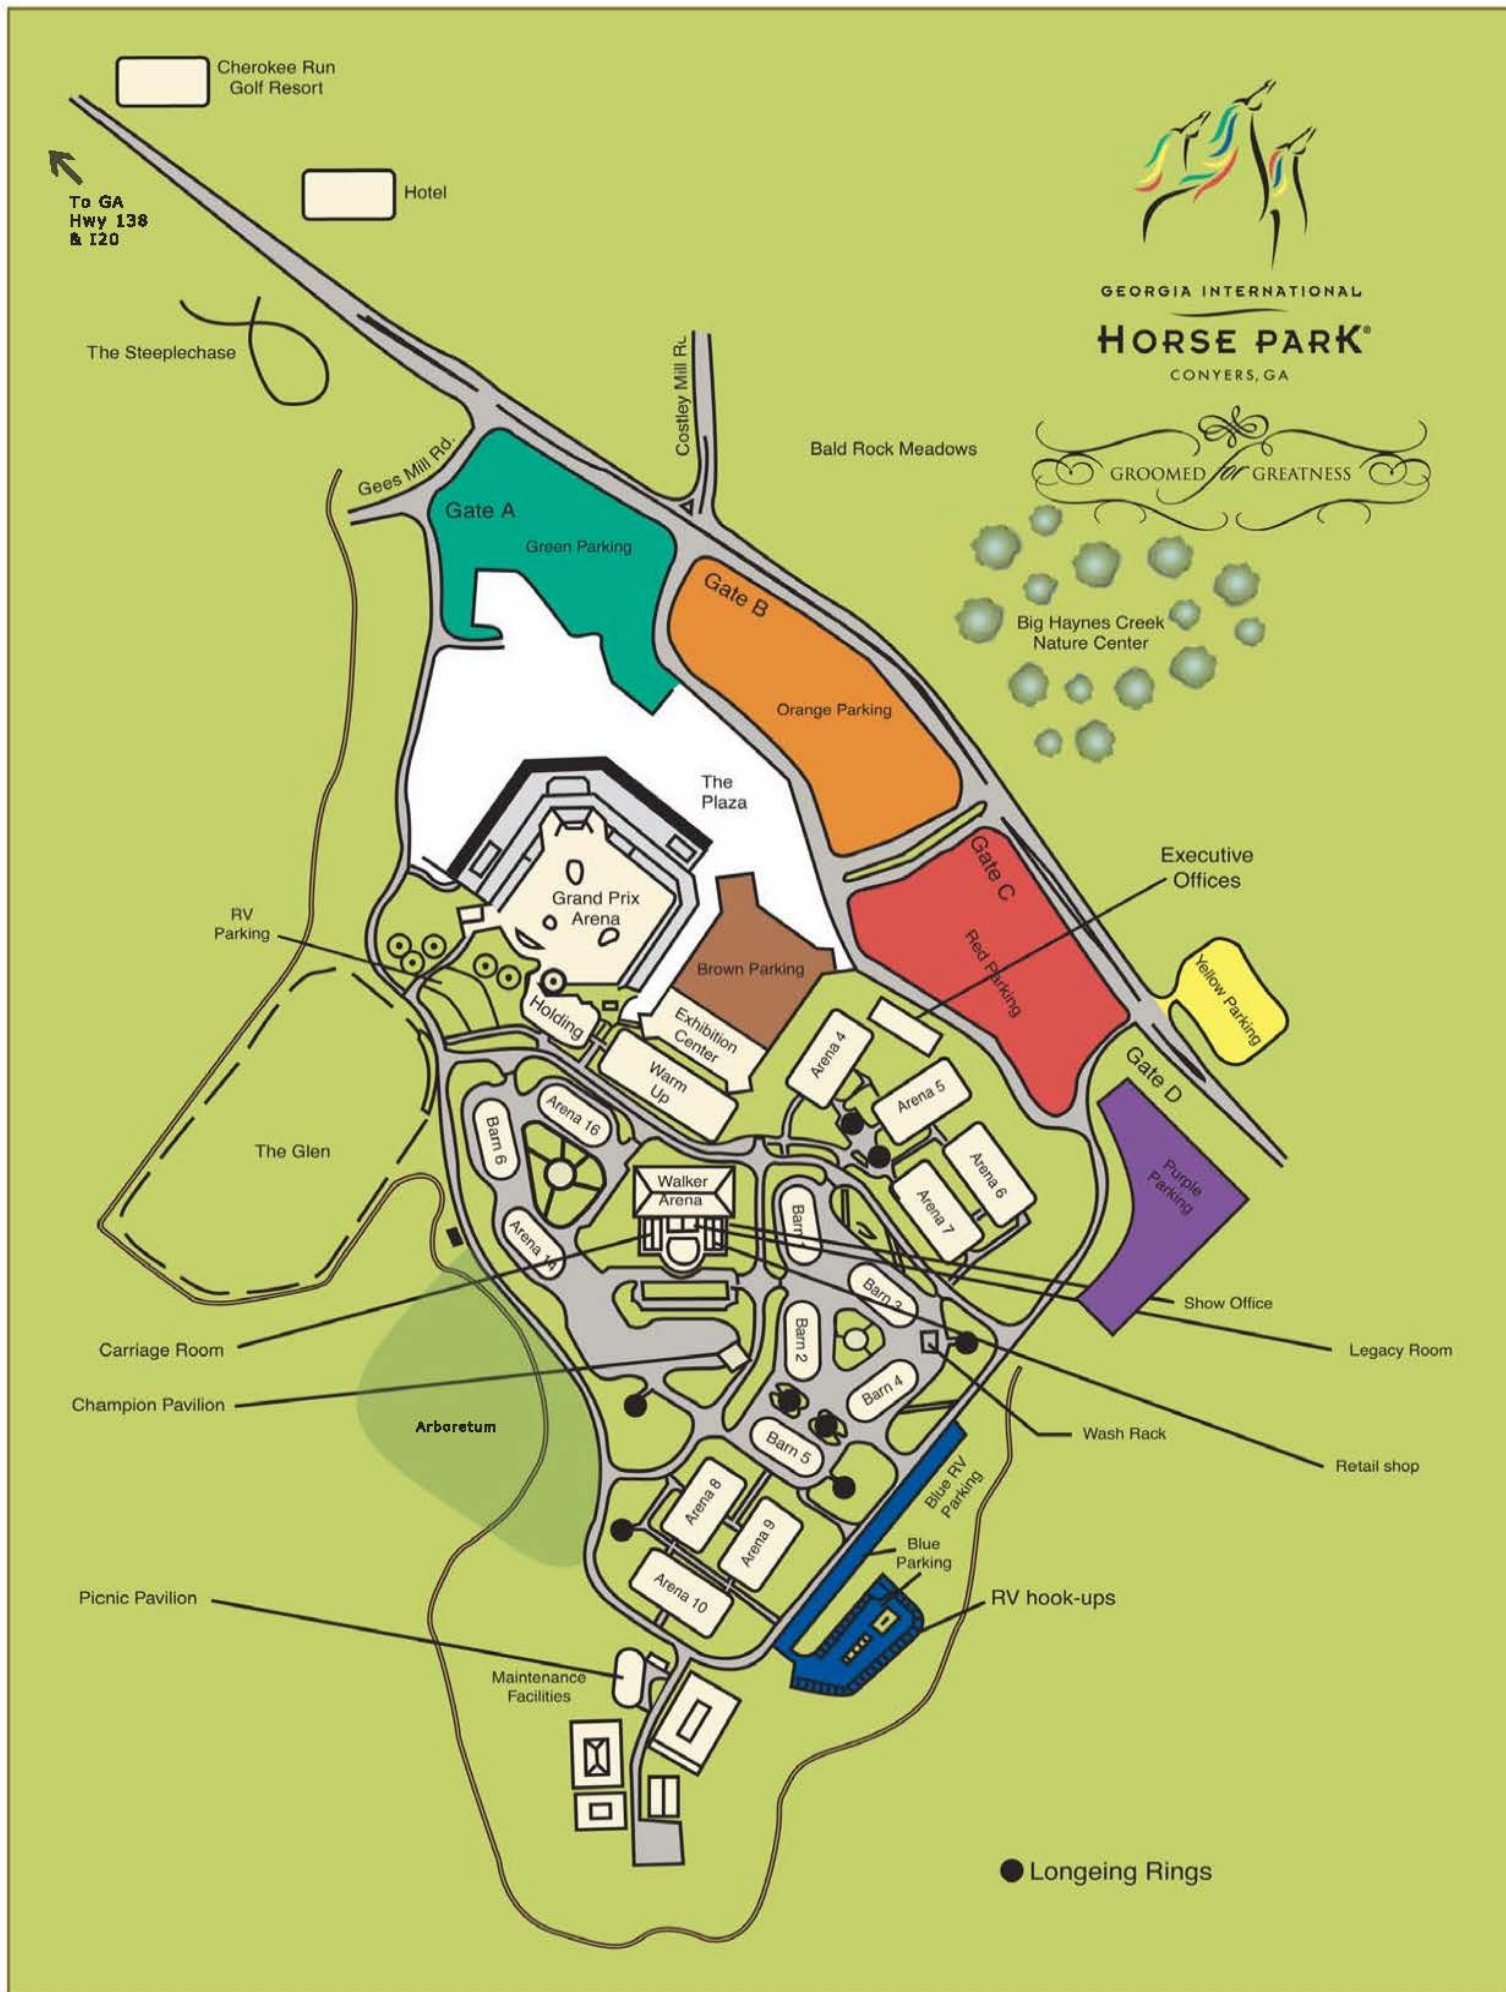 Cherokee Run
Golf Resort
Hotel
To GA
Hwy 138
& I20
GEORGIA INTERNATIONAL
HORSE PARK®
CONYERS, GA
GROOMED for GREATNESS
The Steeplechase
Gees Mill Rd.
Costley Mill
Bald Rock Meadows
Gate A
Green Parking
Gate B
Orange Parking
Big Haynes Creek
Nature Center
The
Plaza
Gate C
Red Parking
Executive
Offices
Grand Prix
Arena
RV
Parking
Brown Parking
Yellow Parking
Holding
Exhibition
Center
Warm
Up
Arena 4
Arena 5
Gate D
Arena 6
Arena 7
Purple
Parking
Barn 6
Arena 16
The Glen
Walker
Arena
Barn
Arena 14
Barn 3
Show Office
Carriage Room
Barn 2
Legacy Room
Champion Pavilion
Barn 4
Arboretum
Wash Rack
Barn 5
Retail shop
Blue RV
Parking
Arena 8
Arena 9
Blue
Parking
Arena 10
Picnic Pavilion
RV hook-ups
Maintenance
Facilities
Longeing Rings